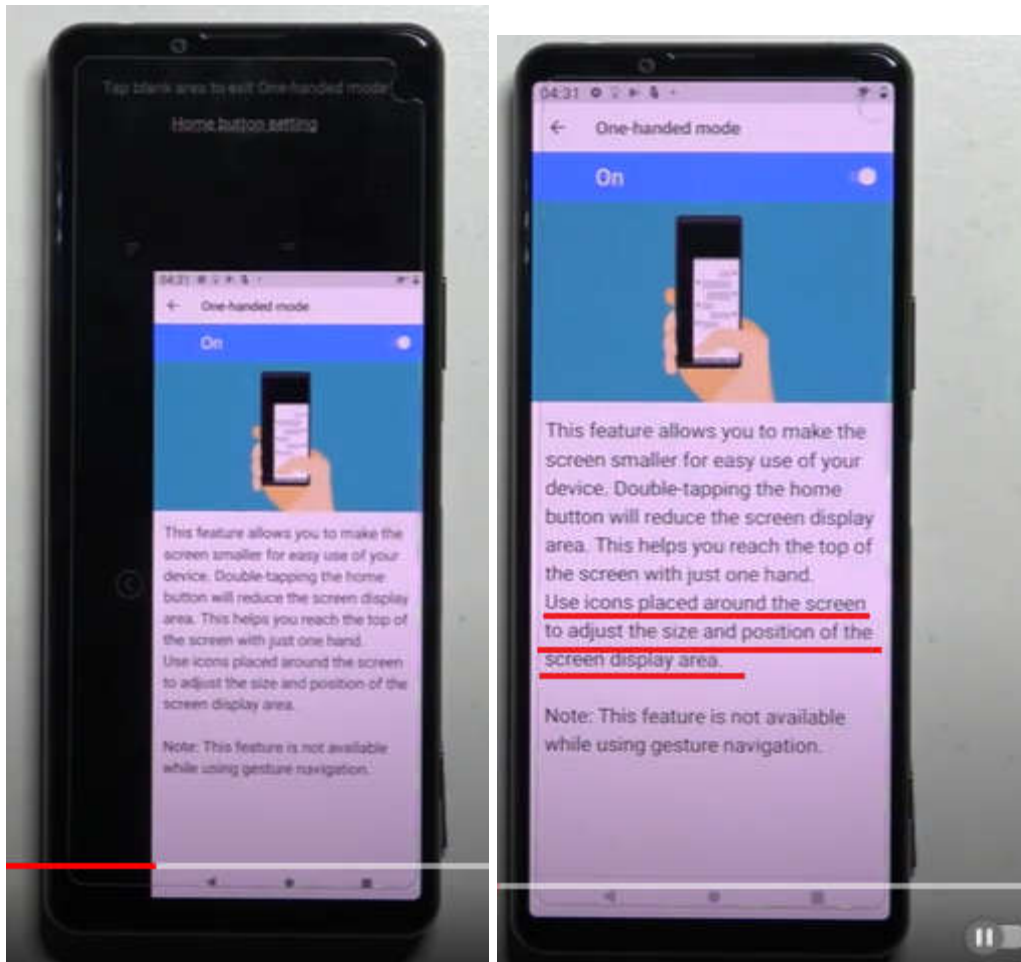 Tap blank area to exit One-handed mode
Home button setting
04:31
One-handed mode
On
This feature allows you to make the
screen smaller for easy use of your
device. Double-tapping the home
button will reduce the screen display
area. This helps you reach the top of
the screen with just one hand.
Use icons placed around the screen
to adjust the size and position of the
screen display area.
Note: This feature is not available
while using gesture navigation.
04:31
One-handed mode
On
This feature allows you to make the
screen smaller for easy use of your
device. Double-tapping the home
button will reduce the screen display
area. This helps you reach the top of
the screen with just one hand.
Use icons placed around the screen
to adjust the size and position of the
screen display area.
Note: This feature is not available
while using gesture navigation.